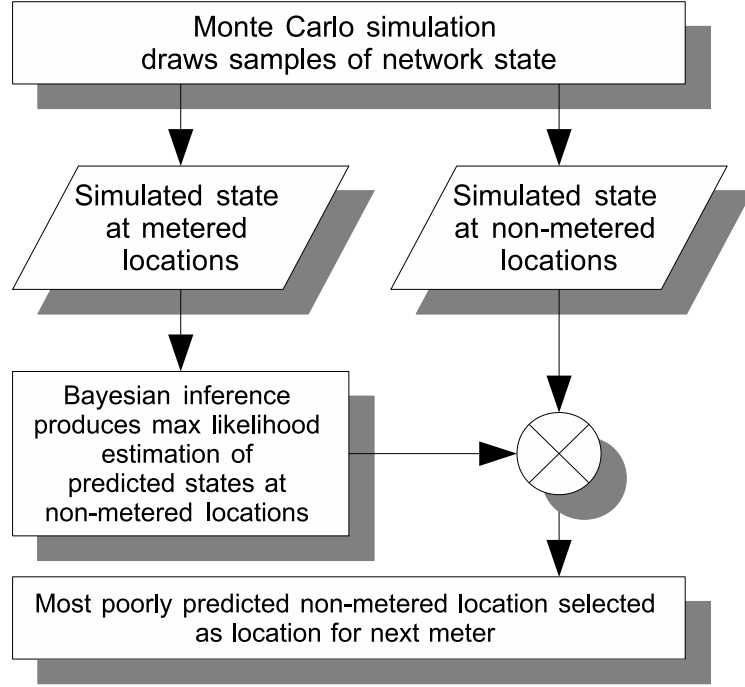 Monte Carlo simulation
draws samples of network state
Simulated state
at metered
locations
Simulated state
at non-metered
locations
Bayesian inference
produces max likelihood
estimation of
predicted states at
non-metered locations
Most poorly predicted non-metered location selected
as location for next meter